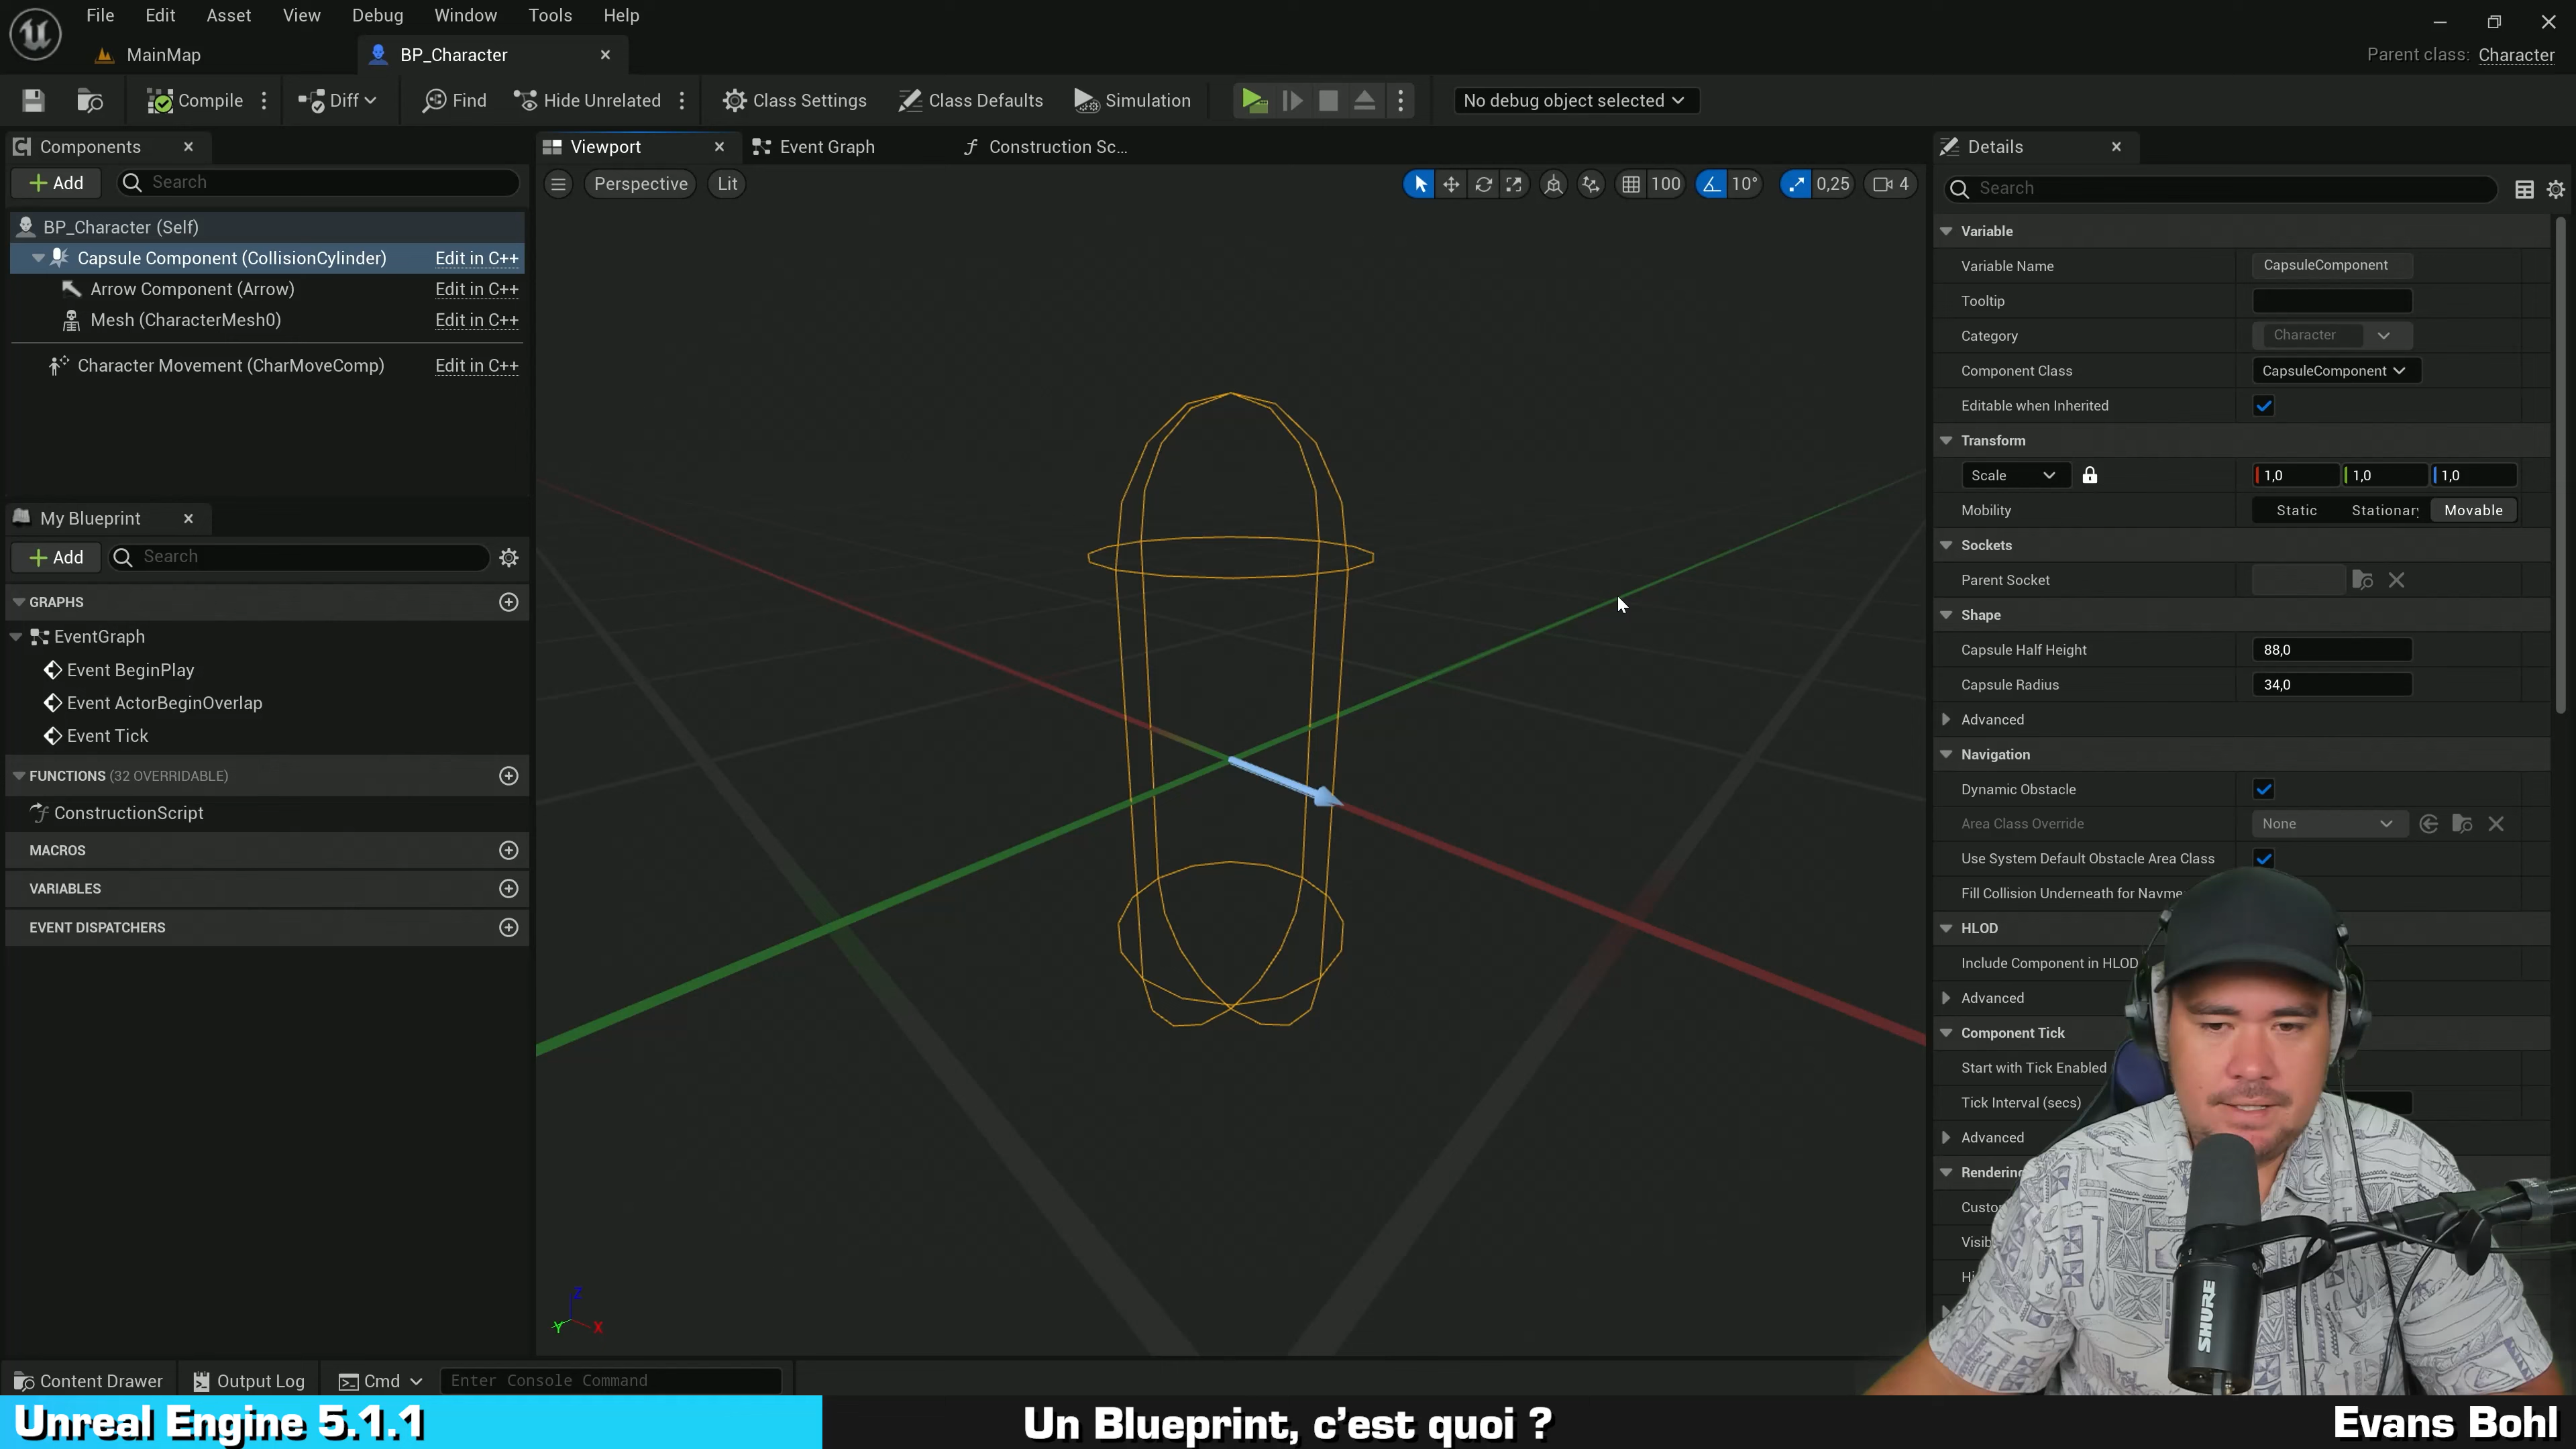 File Edit Asset View Debug Window Tools Help
MainMap BP_Character Parent class: Character
Compile Diff Find Hide Unrelated Class Settings Class Defaults Simulation No debug object selected
Components
Add Search
BP_Character (Self)
Capsule Component (CollisionCylinder) Edit in C++
Arrow Component (Arrow) Edit in C++
Mesh (CharacterMesh0) Edit in C++
Character Movement (CharMoveComp) Edit in C++
My Blueprint
Add Search
GRAPHS
EventGraph
Event BeginPlay
Event ActorBeginOverlap
Event Tick
FUNCTIONS (32 OVERRIDABLE)
ConstructionScript
MACROS
VARIABLES
EVENT DISPATCHERS
Viewport Event Graph Construction Sc...
Perspective Lit 100 10° 0,25 4
Z
Y X
Details
Search
Variable
Variable Name CapsuleComponent
Tooltip
Category Character
Component Class CapsuleComponent
Editable when Inherited
Transform
Scale 1,0 1,0 1,0
Mobility Static Stationar Movable
Sockets
Parent Socket
Shape
Capsule Half Height 88,0
Capsule Radius 34,0
Advanced
Navigation
Dynamic Obstacle
Area Class Override None
Use System Default Obstacle Area Class
Fill Collision Underneath for Navme
HLOD
Include Component in HLOD
Advanced
Component Tick
Start with Tick Enabled
Tick Interval (secs)
Advanced
Rendering
Custo
Visib
Hi
SHURE
Content Drawer Output Log Cmd Enter Console Command
Unreal Engine 5.1.1 Un Blueprint, c'est quoi ? Evans Bohl